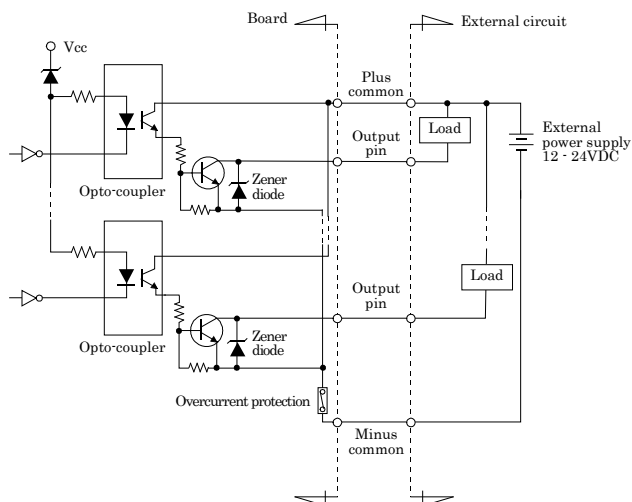 Board
External circuit
Vcc
Plus
common
Load
External
power supply
12 - 24VDC
Output
pin
Zener
diode
Opto-coupler
Load
Output
pin
Zener
diode
Opto-coupler
Overcurrent protection
Minus
common